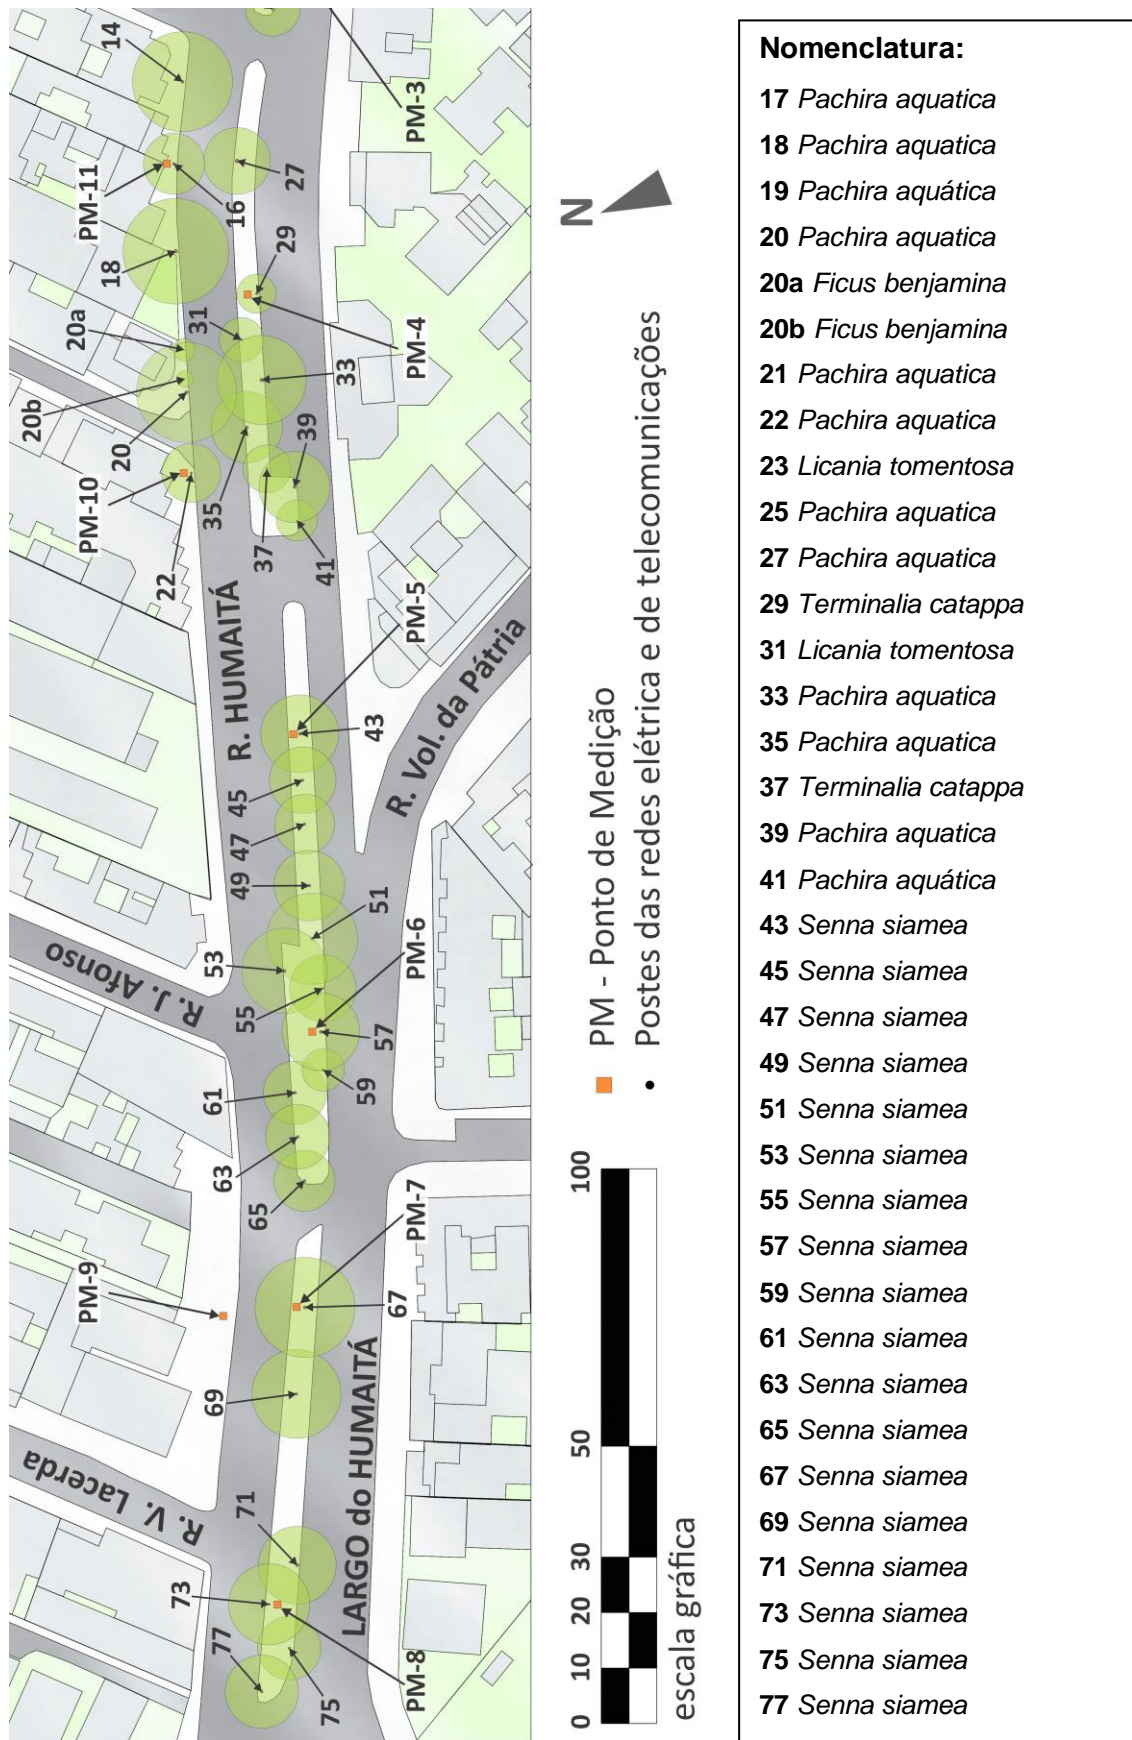 14
PM-3
PM-11
16
27
18
29
20a
31
PM-4
20b
20
33
39
PM-10
35
22
37
41
R. HUMAITÁ
PM-5
43
R. Vol. da Pátria
45
47
49
51
53
PM-6
R. J. Afonso
55
57
59
61
63
65
PM-7
PM-9
67
69
R. V. Lacerda
71
LARGO do HUMAITÁ
73
77
75
PM-8
N
PM - Ponto de Medição
Postes das redes elétrica e de telecomunicações
0 10 20 30 50 100
escala gráfica
Nomenclatura:
17 Pachira aquatica
18 Pachira aquatica
19 Pachira aquática
20 Pachira aquatica
20a Ficus benjamina
20b Ficus benjamina
21 Pachira aquatica
22 Pachira aquatica
23 Licania tomentosa
25 Pachira aquatica
27 Pachira aquatica
29 Terminalia catappa
31 Licania tomentosa
33 Pachira aquatica
35 Pachira aquatica
37 Terminalia catappa
39 Pachira aquatica
41 Pachira aquática
43 Senna siamea
45 Senna siamea
47 Senna siamea
49 Senna siamea
51 Senna siamea
53 Senna siamea
55 Senna siamea
57 Senna siamea
59 Senna siamea
61 Senna siamea
63 Senna siamea
65 Senna siamea
67 Senna siamea
69 Senna siamea
71 Senna siamea
73 Senna siamea
75 Senna siamea
77 Senna siamea